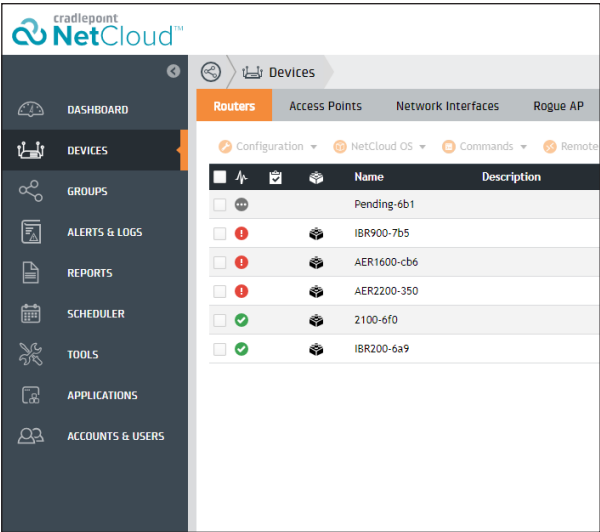 cradlepoint
NetCloud™
Devices
DASHBOARD
DEVICES
GROUPS
ALERTS & LOGS
REPORTS
SCHEDULER
TOOLS
APPLICATIONS
ACCOUNTS & USERS
Routers Access Points Network Interfaces Rogue AP
Configuration NetCloud OS Commands Remote
Name Description
Pending-6b1
IBR900-7b5
AER1600-cb6
AER2200-350
2100-6f0
IBR200-6a9